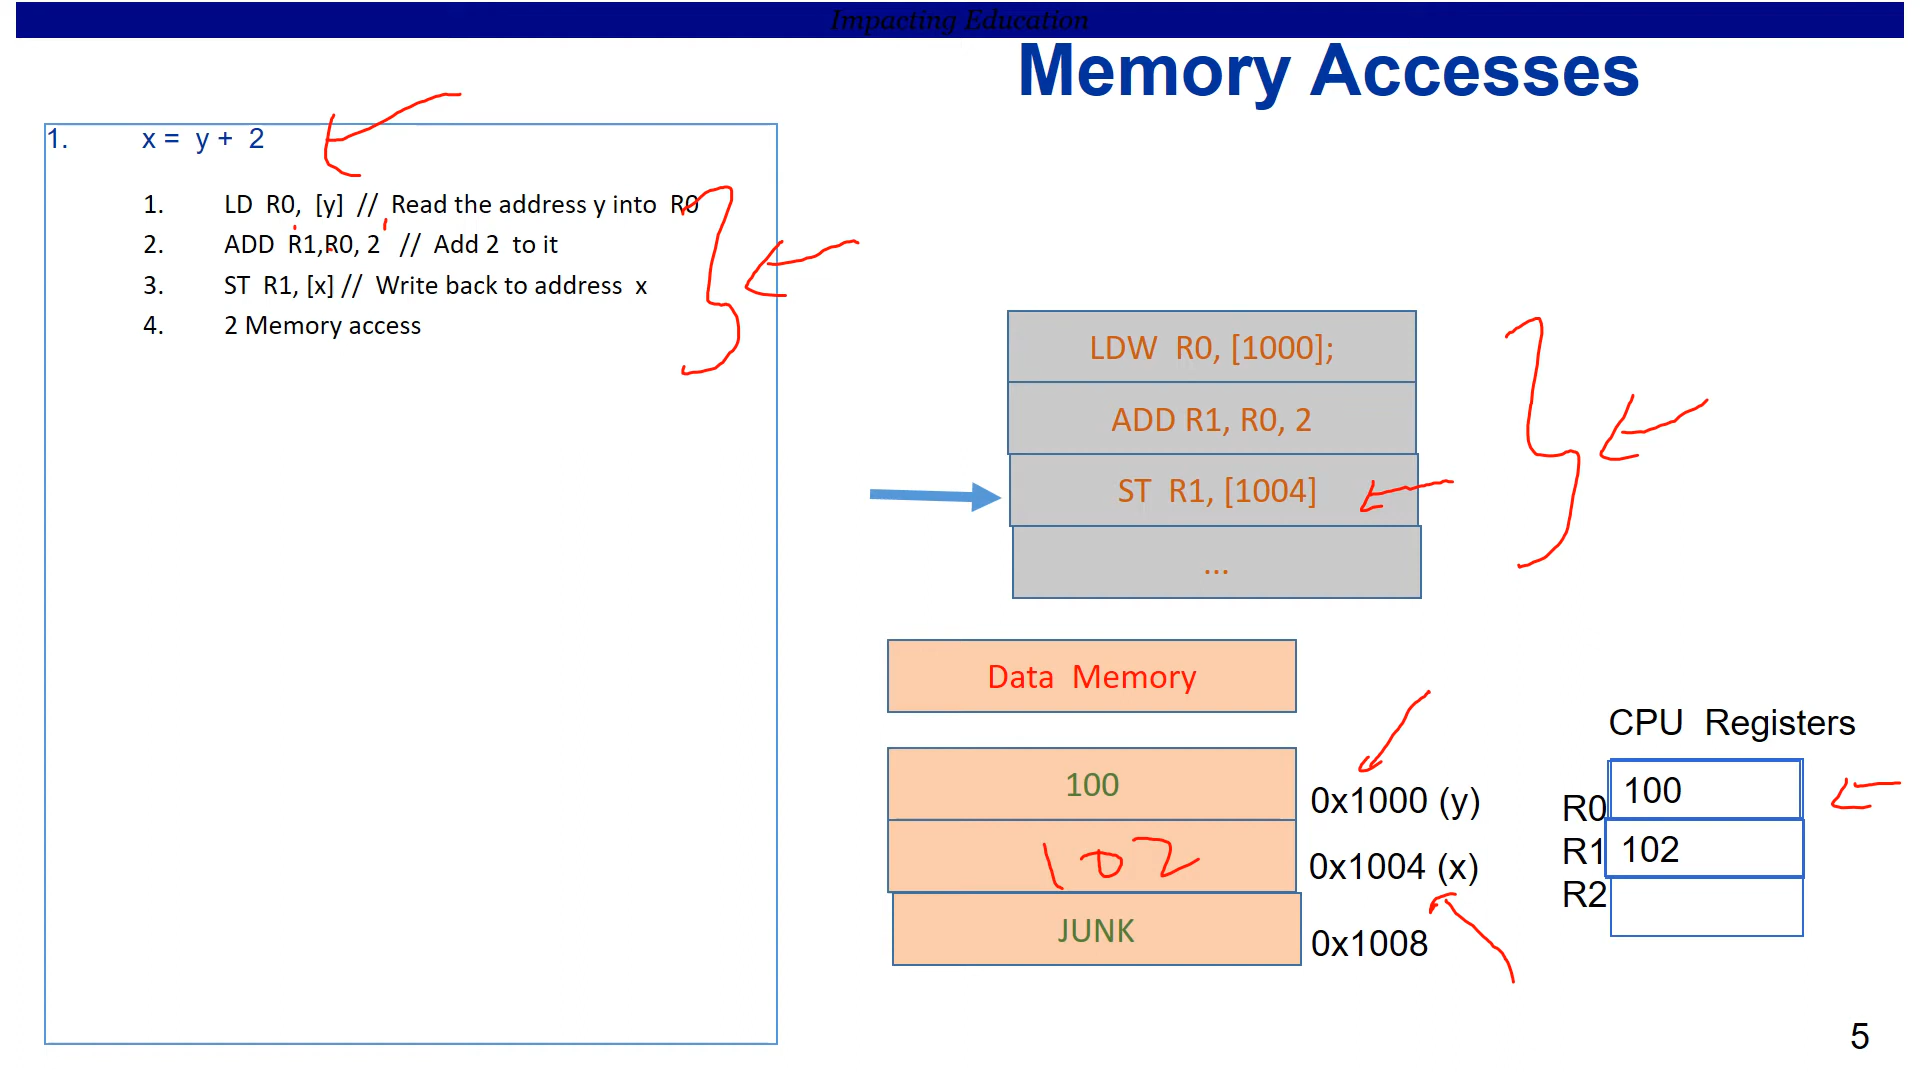 Impacting Education
Memory Accesses
1. x = y + 2
1. LD R0, [y] // Read the address y into R0
2. ADD R1,R0, 2 // Add 2 to it
3. ST R1, [x] // Write back to address x
4. 2 Memory access
LDW R0, [1000];
ADD R1, R0, 2
ST R1, [1004]
...
Data Memory
100 0x1000 (y)
102 0x1004 (x)
JUNK 0x1008
CPU Registers
R0 100
R1 102
R2
5